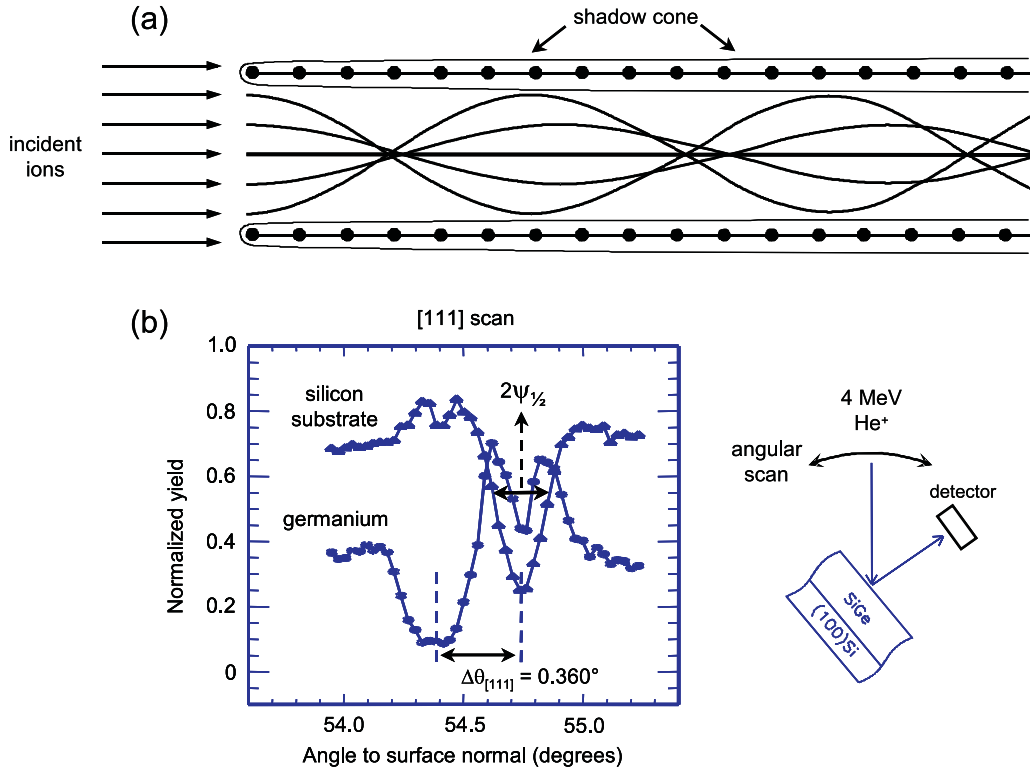 (a)
shadow cone
incident
ions
(b)
[111] scan
1.0
0.8
0.6
0.4
0.2
0
Normalized yield
silicon
substrate
germanium
2ψ½
Δθ[111] = 0.360°
54.0
54.5
55.0
Angle to surface normal (degrees)
4 MeV
He⁺
angular
scan
detector
SiGe
(100)Si